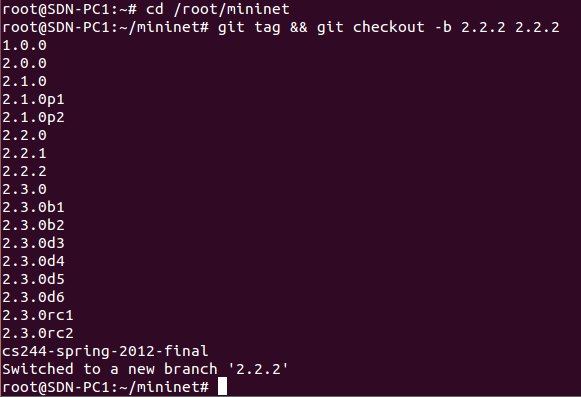 root@SDN-PC1:~# cd /root/mininet
root@SDN-PC1:~/mininet# git tag && git checkout -b 2.2.2 2.2.2
1.0.0
2.0.0
2.1.0
2.1.0p1
2.1.0p2
2.2.0
2.2.1
2.2.2
2.3.0
2.3.0b1
2.3.0b2
2.3.0d3
2.3.0d4
2.3.0d5
2.3.0d6
2.3.0rc1
2.3.0rc2
cs244-spring-2012-final
Switched to a new branch '2.2.2'
root@SDN-PC1:~/mininet#